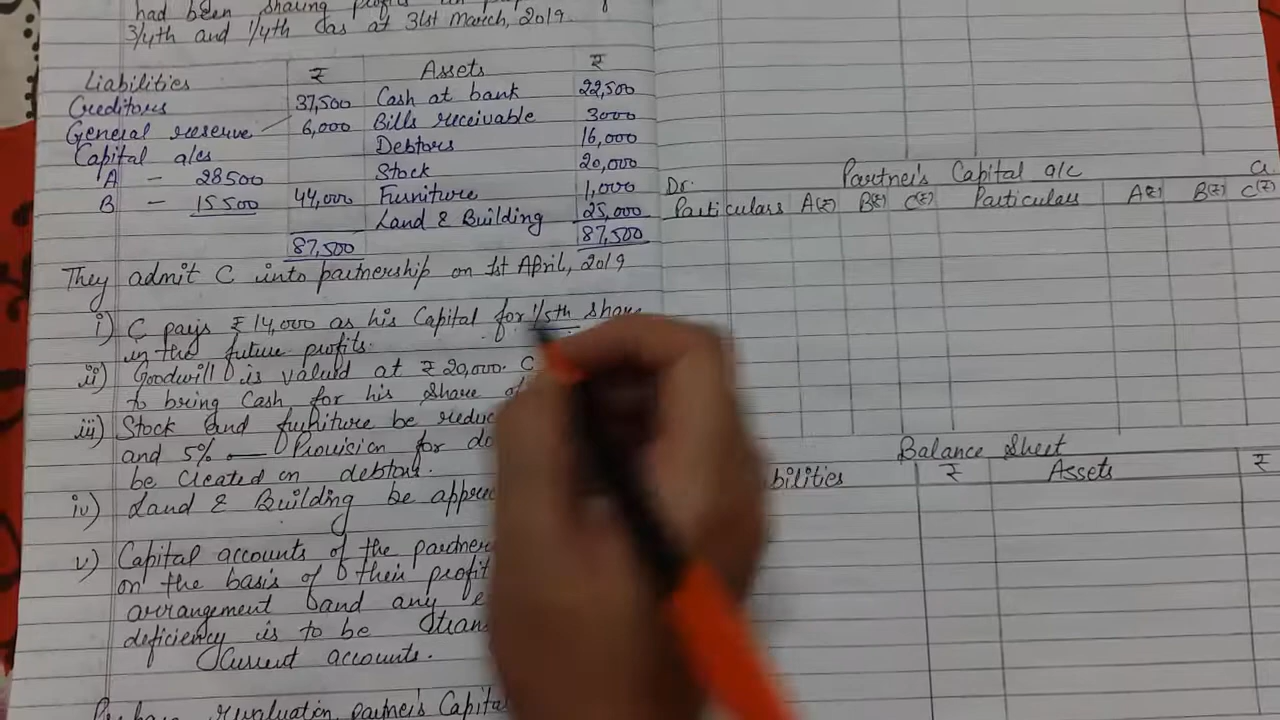 had been sharing profits in
3/4th and 1/4th as at 31st March, 2019.
Liabilities ₹ Assets ₹
Creditors 37,500 Cash at bank 22,500
General reserve 6,000 Bills receivable 3000
Capital a/cs Debtors 16,000
A - 28500 Stock 20,000
B - 15500 44,000 Furniture 1,000
Land & Building 25,000
87,500 87,500
They admit C into partnership on 1st April, 2019
i) C pays ₹14,000 as his Capital for 1/5th share
in the future profits.
ii) Goodwill is valued at ₹20,000. C
to bring Cash for his share of
iii) Stock and furniture be reduc
and 5% Provision for do
be created on debtors.
iv) Land & Building be appre
v) Capital accounts of the partner
on the basis of their profit
arrangement and any e
deficiency is to be trans
Current accounts.
revaluation, partner's Capital
Partner's Capital a/c
Dr.
Particulars A(₹) B(₹) C(₹) Particulars A(₹) B(₹) C(₹)
Balance Sheet
bilities ₹ Assets ₹